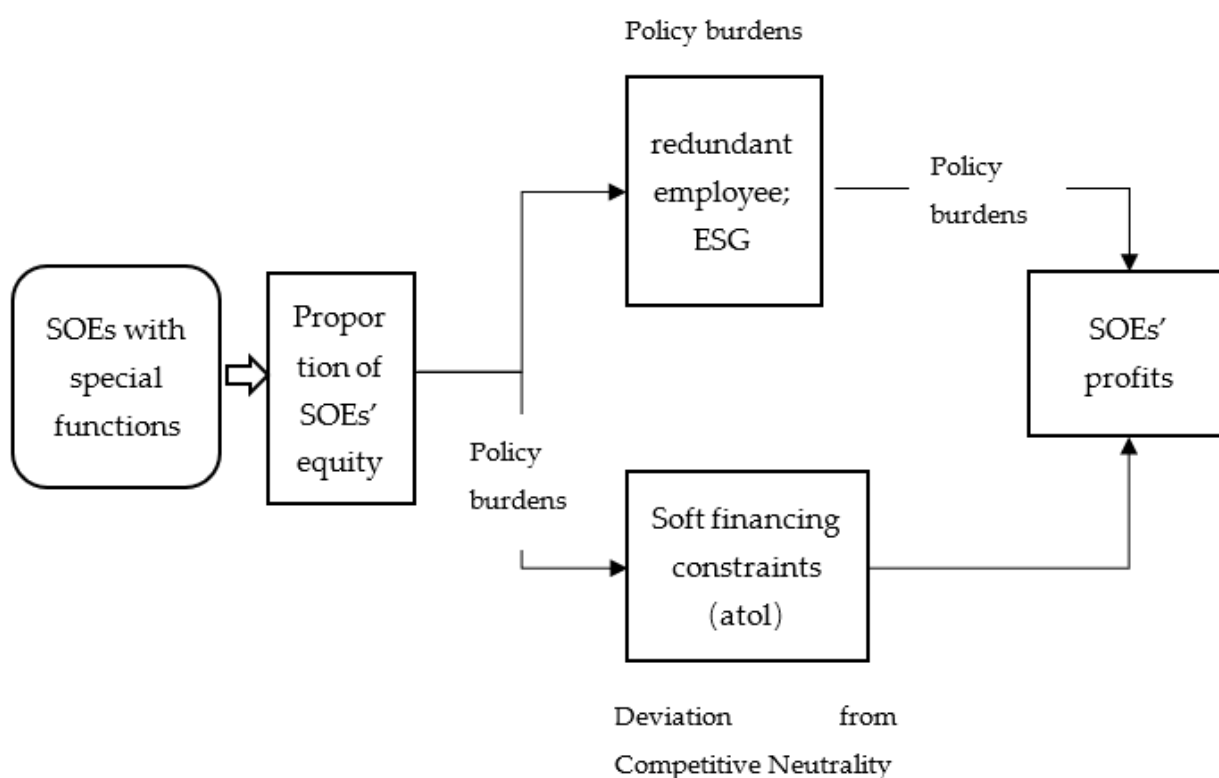 Policy burdens
redundant
employee;
ESG
Policy
burdens
SOEs with
special
functions
Propor
tion of
SOEs’
equity
Policy
burdens
SOEs’
profits
Soft financing
constraints
(atol)
Deviation from
Competitive Neutrality